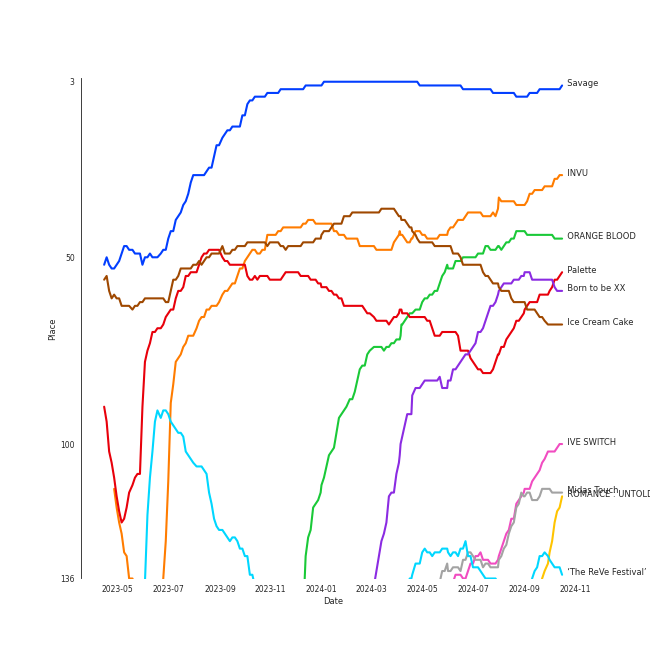 3
Savage
INVU
ORANGE BLOOD
50
Palette
Born to be XX
Ice Cream Cake
Place
IVE SWITCH
100
Midas Touch
ROMANCE : UNTOLD
'The ReVe Festival'
136
2023-05 2023-07 2023-09 2023-11 2024-01 2024-03 2024-05 2024-07 2024-09 2024-11
Date